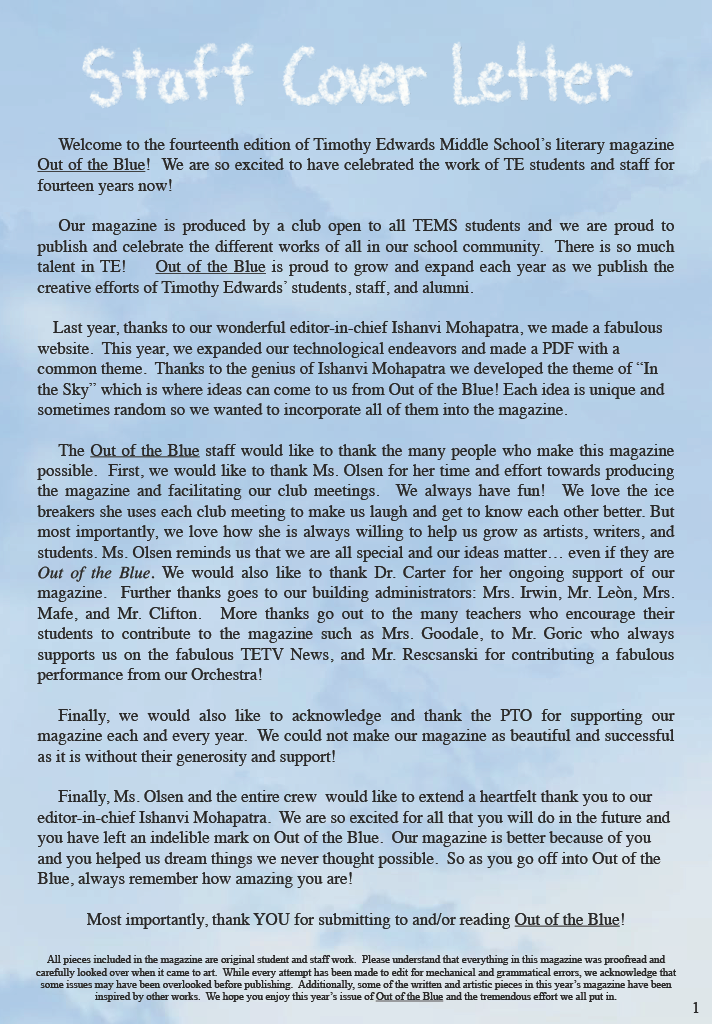 Staff Cover Letter
Welcome to the fourteenth edition of Timothy Edwards Middle School’s literary magazine
Out of the Blue!  We are so excited to have celebrated the work of TE students and staff for
fourteen years now!
Our magazine is produced by a club open to all TEMS students and we are proud to
publish and celebrate the different works of all in our school community.  There is so much
talent in TE!  Out of the Blue is proud to grow and expand each year as we publish the
creative efforts of Timothy Edwards’ students, staff, and alumni.
Last year, thanks to our wonderful editor-in-chief Ishanvi Mohapatra, we made a fabulous
website.  This year, we expanded our technological endeavors and made a PDF with a
common theme.  Thanks to the genius of Ishanvi Mohapatra we developed the theme of “In
the Sky” which is where ideas can come to us from Out of the Blue! Each idea is unique and
sometimes random so we wanted to incorporate all of them into the magazine.
The Out of the Blue staff would like to thank the many people who make this magazine
possible.  First, we would like to thank Ms. Olsen for her time and effort towards producing
the magazine and facilitating our club meetings.  We always have fun!  We love the ice
breakers she uses each club meeting to make us laugh and get to know each other better. But
most importantly, we love how she is always willing to help us grow as artists, writers, and
students. Ms. Olsen reminds us that we are all special and our ideas matter… even if they are
Out of the Blue. We would also like to thank Dr. Carter for her ongoing support of our
magazine.  Further thanks goes to our building administrators: Mrs. Irwin, Mr. Leòn, Mrs.
Mafe, and Mr. Clifton.  More thanks go out to the many teachers who encourage their
students to contribute to the magazine such as Mrs. Goodale, to Mr. Goric who always
supports us on the fabulous TETV News, and Mr. Rescsanski for contributing a fabulous
performance from our Orchestra!
Finally, we would also like to acknowledge and thank the PTO for supporting our
magazine each and every year.  We could not make our magazine as beautiful and successful
as it is without their generosity and support!
Finally, Ms. Olsen and the entire crew  would like to extend a heartfelt thank you to our
editor-in-chief Ishanvi Mohapatra.  We are so excited for all that you will do in the future and
you have left an indelible mark on Out of the Blue.  Our magazine is better because of you
and you helped us dream things we never thought possible.  So as you go off into Out of the
Blue, always remember how amazing you are!
Most importantly, thank YOU for submitting to and/or reading Out of the Blue!
All pieces included in the magazine are original student and staff work.  Please understand that everything in this magazine was proofread and
carefully looked over when it came to art.  While every attempt has been made to edit for mechanical and grammatical errors, we acknowledge that
some issues may have been overlooked before publishing.  Additionally, some of the written and artistic pieces in this year’s magazine have been
inspired by other works.  We hope you enjoy this year’s issue of Out of the Blue and the tremendous effort we all put in.
1